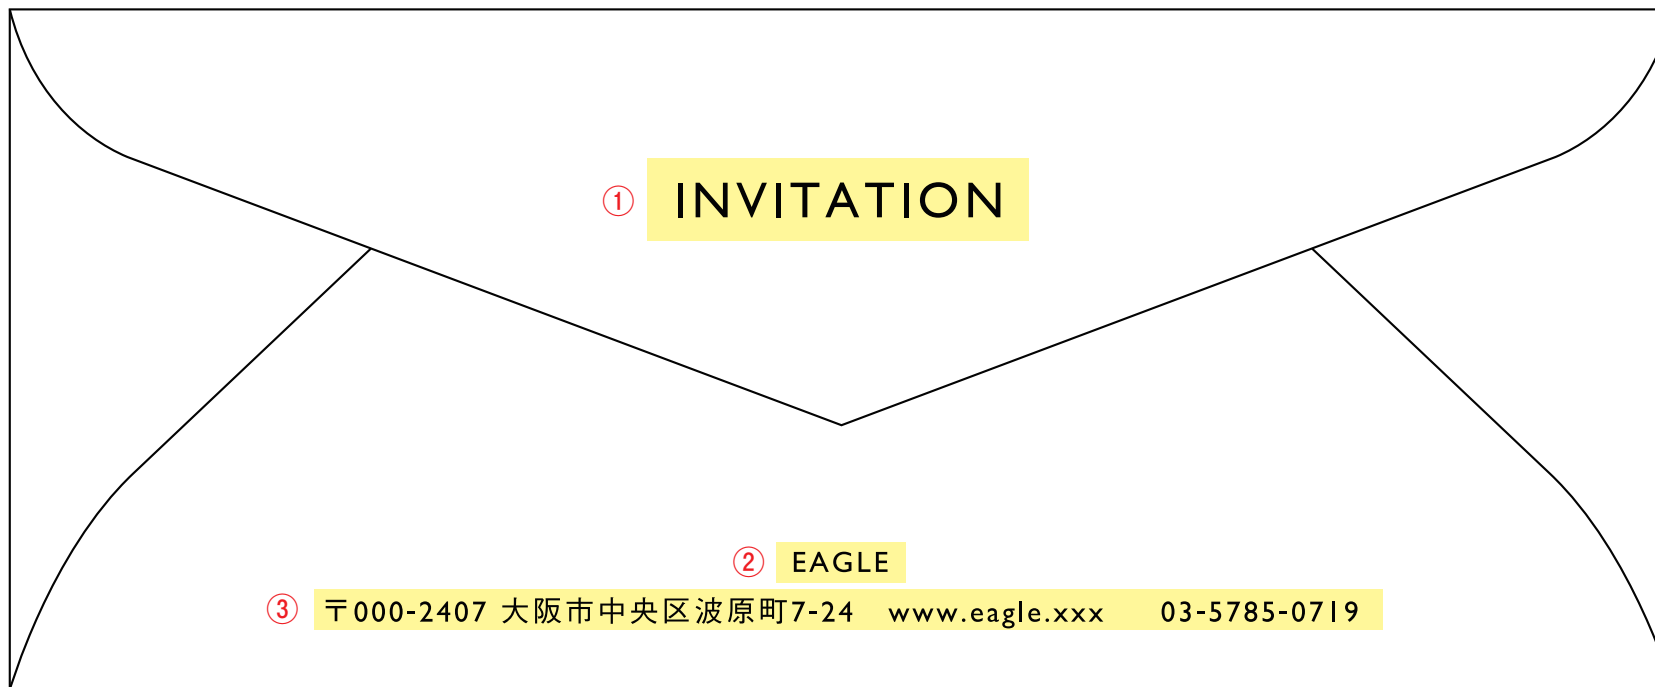 ① INVITATION
② EAGLE
③ 〒000-2407 大阪市中央区波原町7-24　www.eagle.xxx　　03-5785-0719